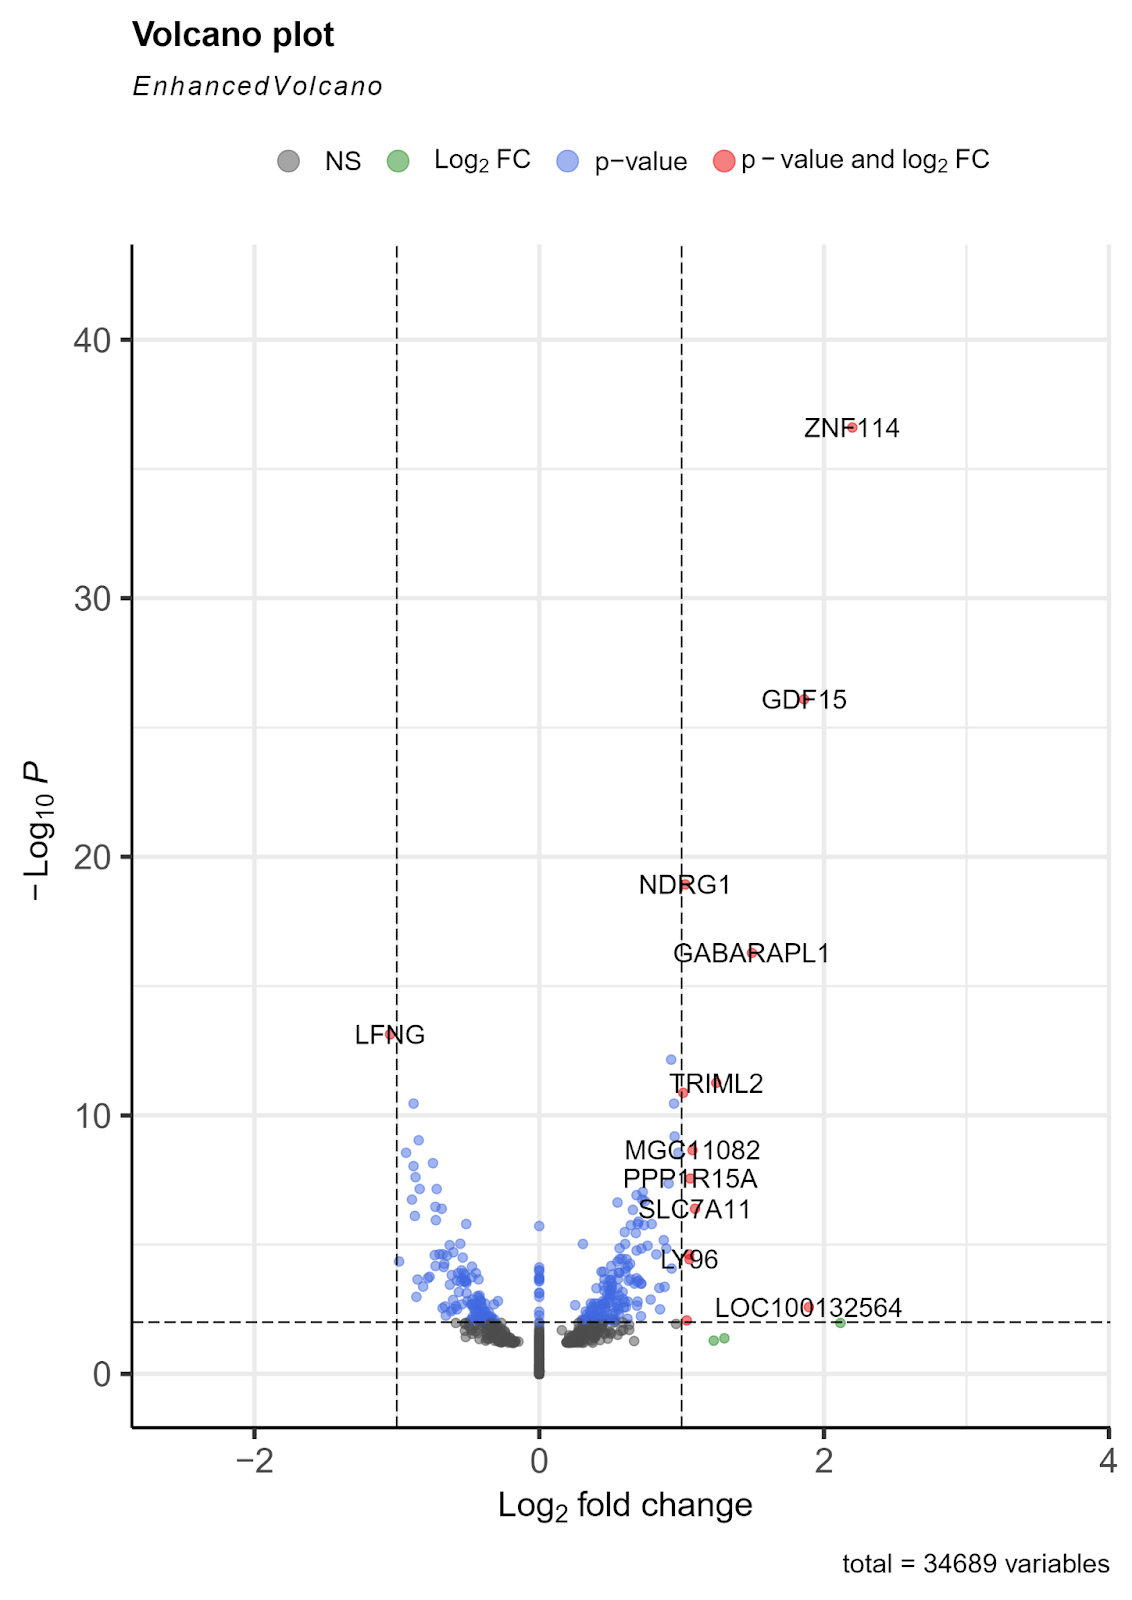 Volcano plot
EnhancedVolcano
NS Log2 FC p−value p − value and log2 FC
40
30
20
10
0
−Log10 P
ZNF114
GDF15
NDRG1
GABARAPL1
LFNG
TRIML2
MGC11082
PPP1R15A
SLC7A11
LY96
LOC100132564
−2 0 2 4
Log2 fold change
total = 34689 variables